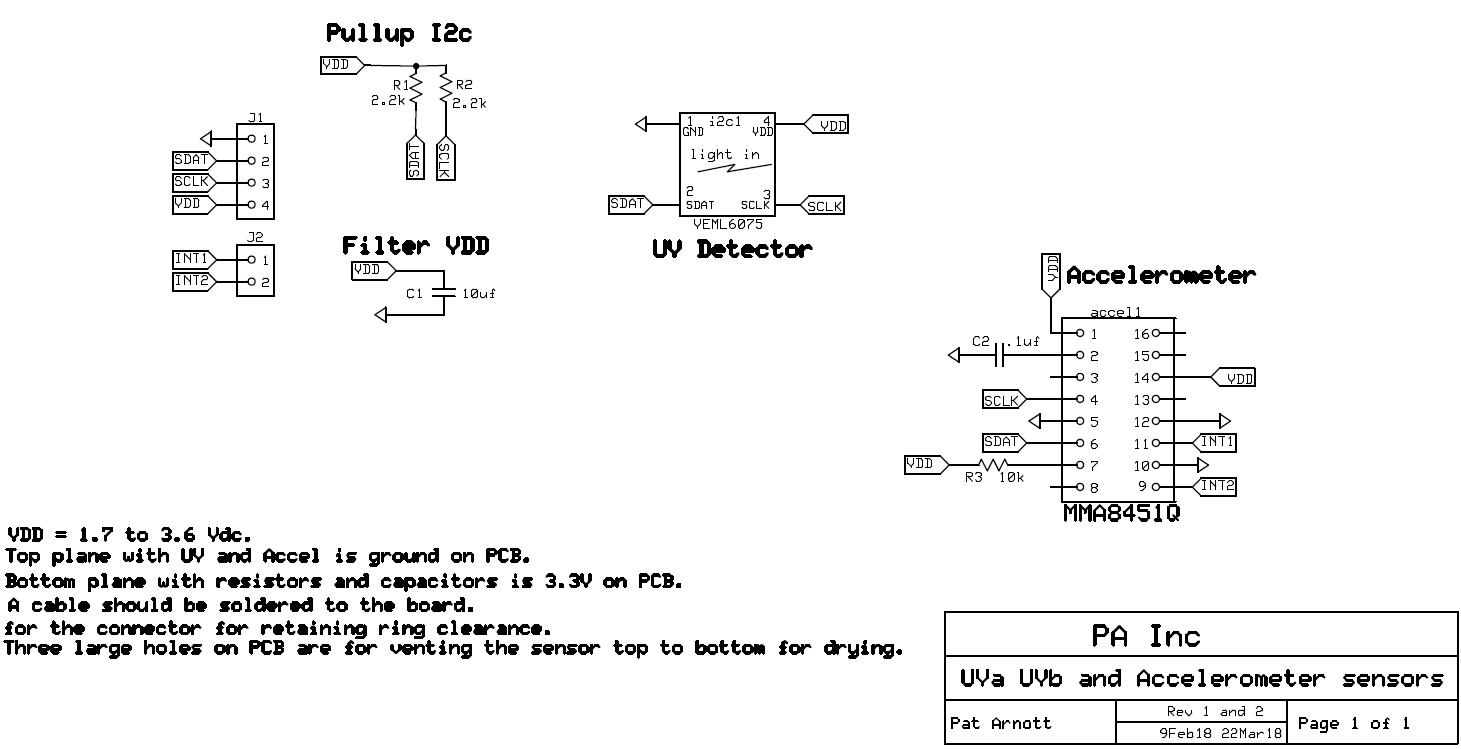 Pullup I2c
VDD
R1 R2
2.2k 2.2k
SDAT SCLK
J1
1
SDAT 2
SCLK 3
VDD 4
J2
INT1 1
INT2 2
Filter VDD
VDD
C1 10uf
1 i2c1 4
GND VDD
VDD
light in
2 3
SDAT SDAT SCLK SCLK
VEML6075
UV Detector
VDD
Accelerometer
accel1
1 16
C2 .1uf
2 15
3 14 VDD
SCLK 4 13
5 12
SDAT 6 11 INT1
VDD 7 10
R3 10k
8 9 INT2
MMA8451Q
VDD = 1.7 to 3.6 Vdc.
Top plane with UV and Accel is ground on PCB.
Bottom plane with resistors and capacitors is 3.3V on PCB.
A cable should be soldered to the board.
for the connector for retaining ring clearance.
Three large holes on PCB are for venting the sensor top to bottom for drying.
PA Inc
UVa UVb and Accelerometer sensors
Pat Arnott
Rev 1 and 2
9Feb18 22Mar18
Page 1 of 1